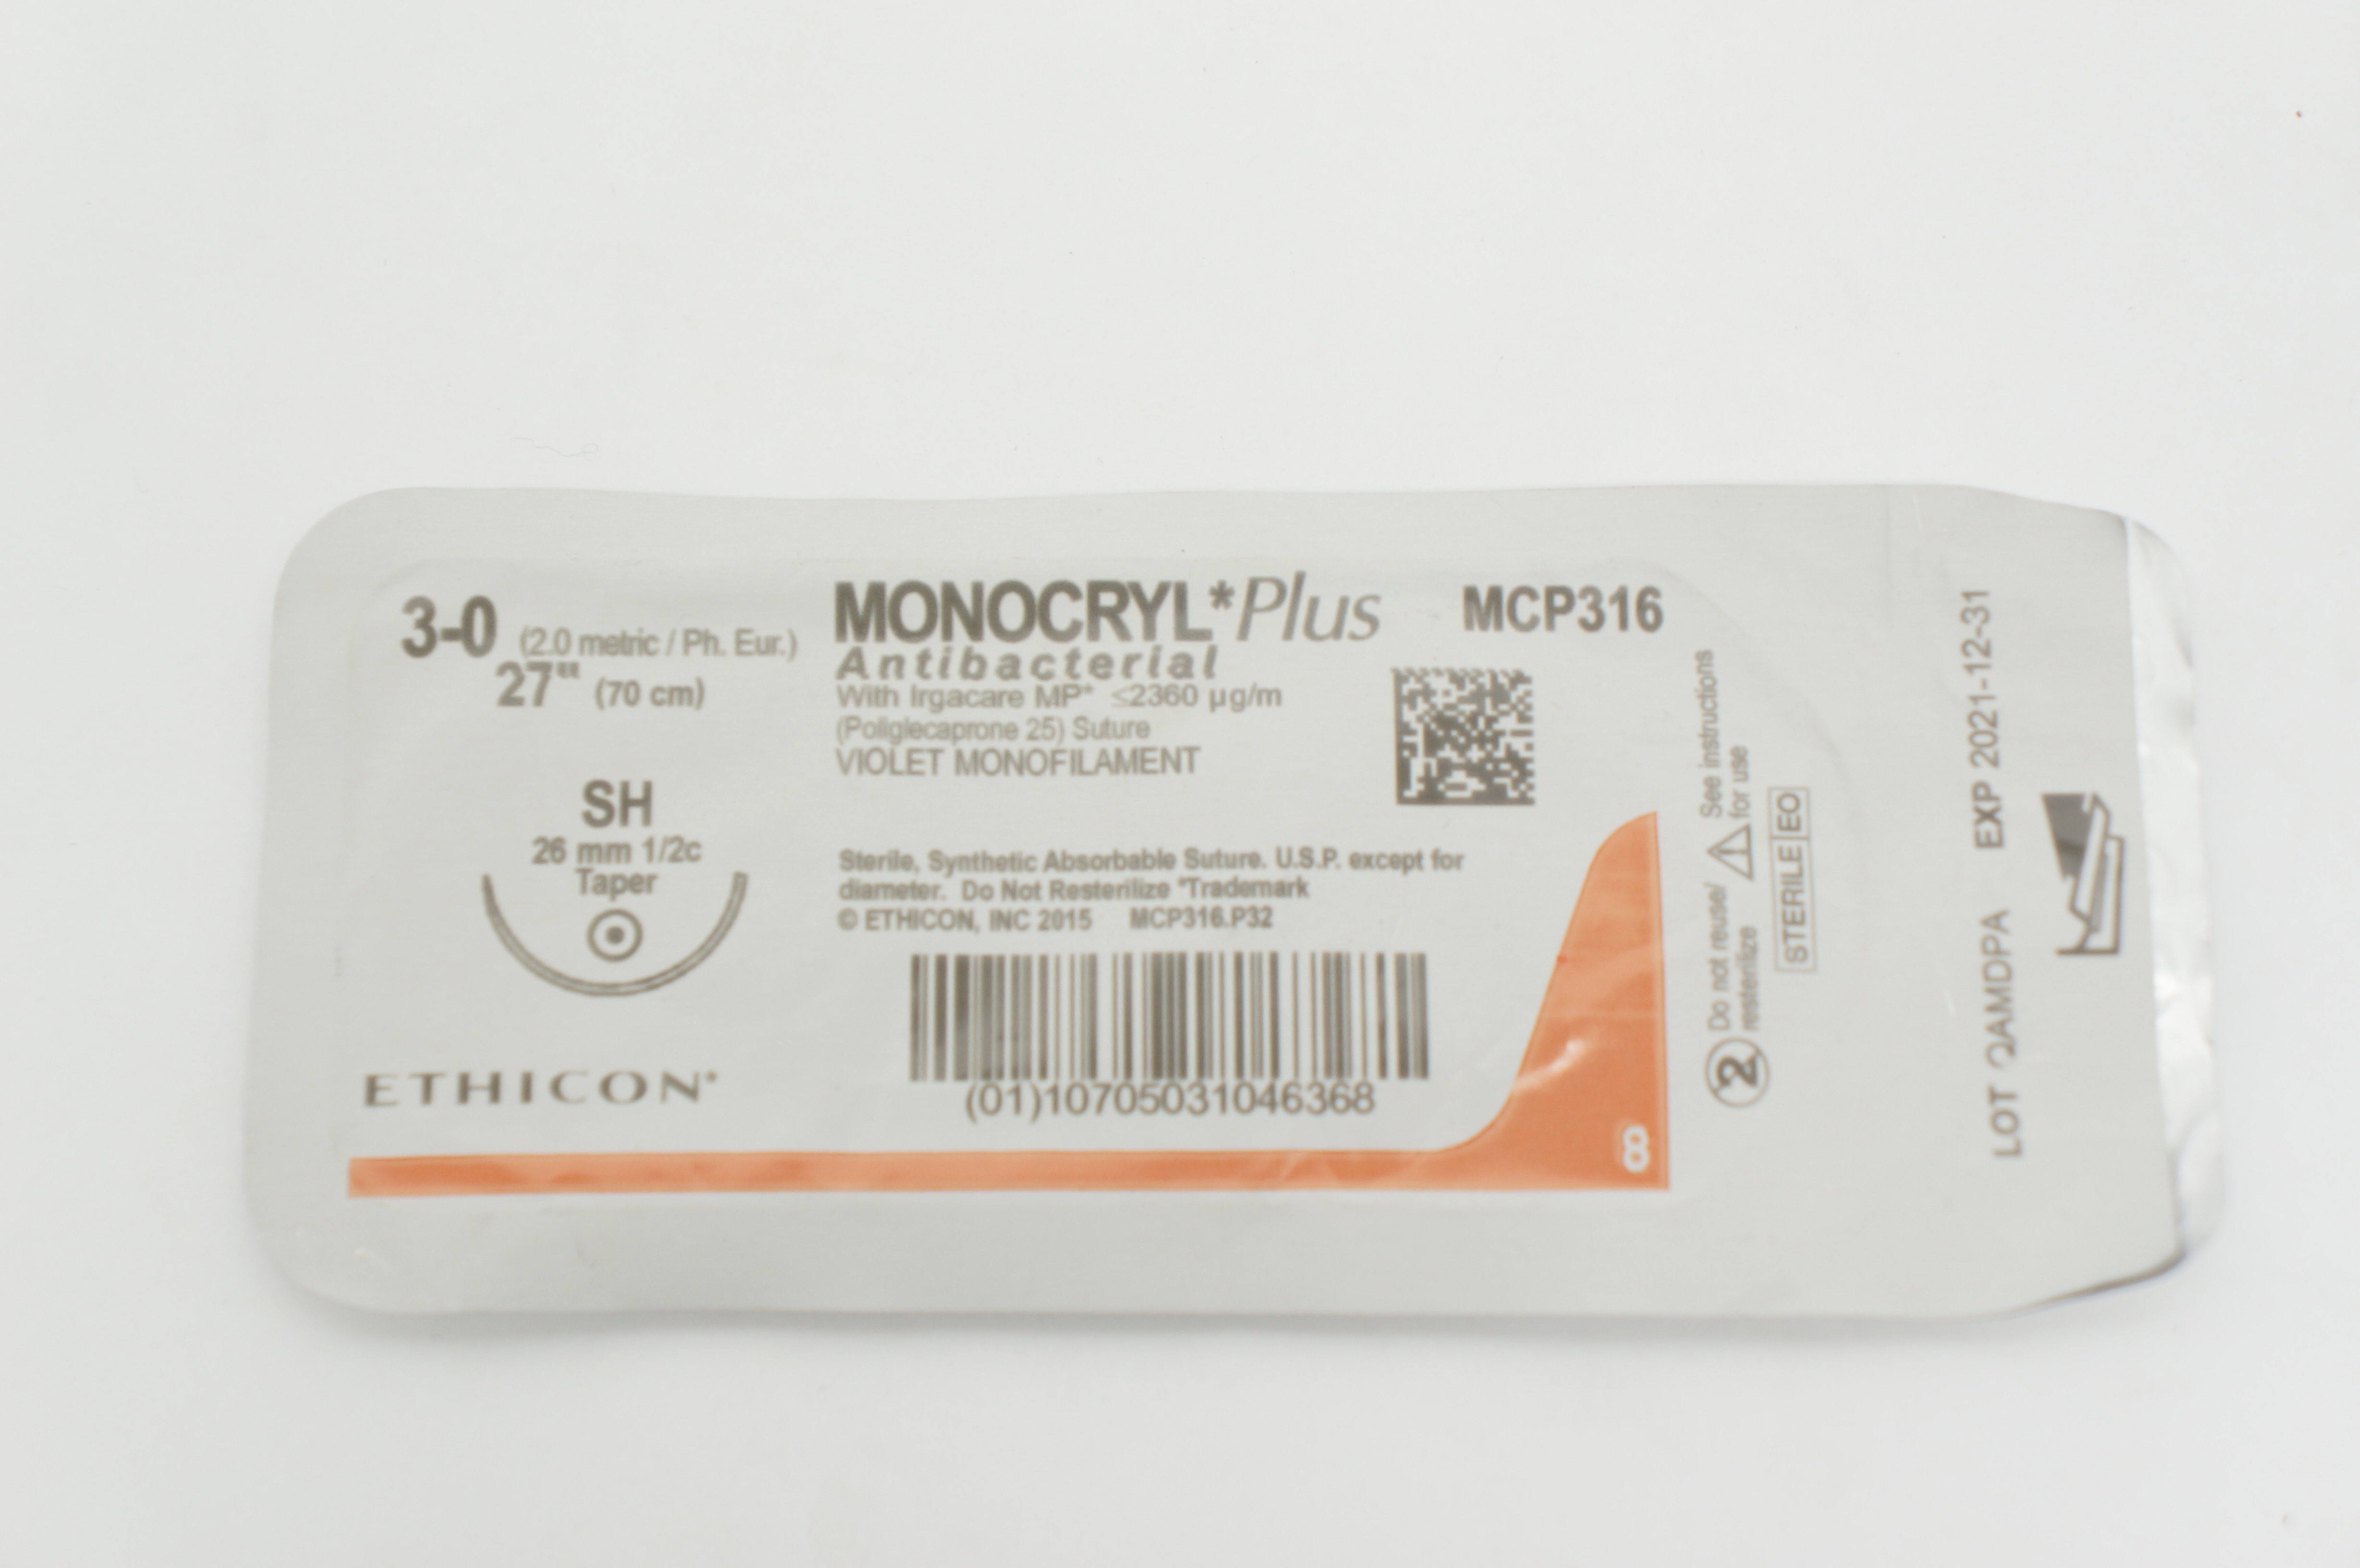 3-0 (2.0 metric / Ph. Eur.)
27" (70 cm)
SH
26 mm 1/2c
Taper
ETHICON*
MONOCRYL*Plus
Antibacterial
With Irgacare MP* ≤2360 µg/m
(Poliglecaprone 25) Suture
VIOLET MONOFILAMENT
MCP316
Sterile, Synthetic Absorbable Suture. U.S.P. except for
diameter. Do Not Resterilize *Trademark
© ETHICON, INC 2015 MCP316.P32
(01)10705031046368
8
2 Do not reuse/
resterilize
See instructions
for use
STERILE EO
LOT EXP 2021-12-31